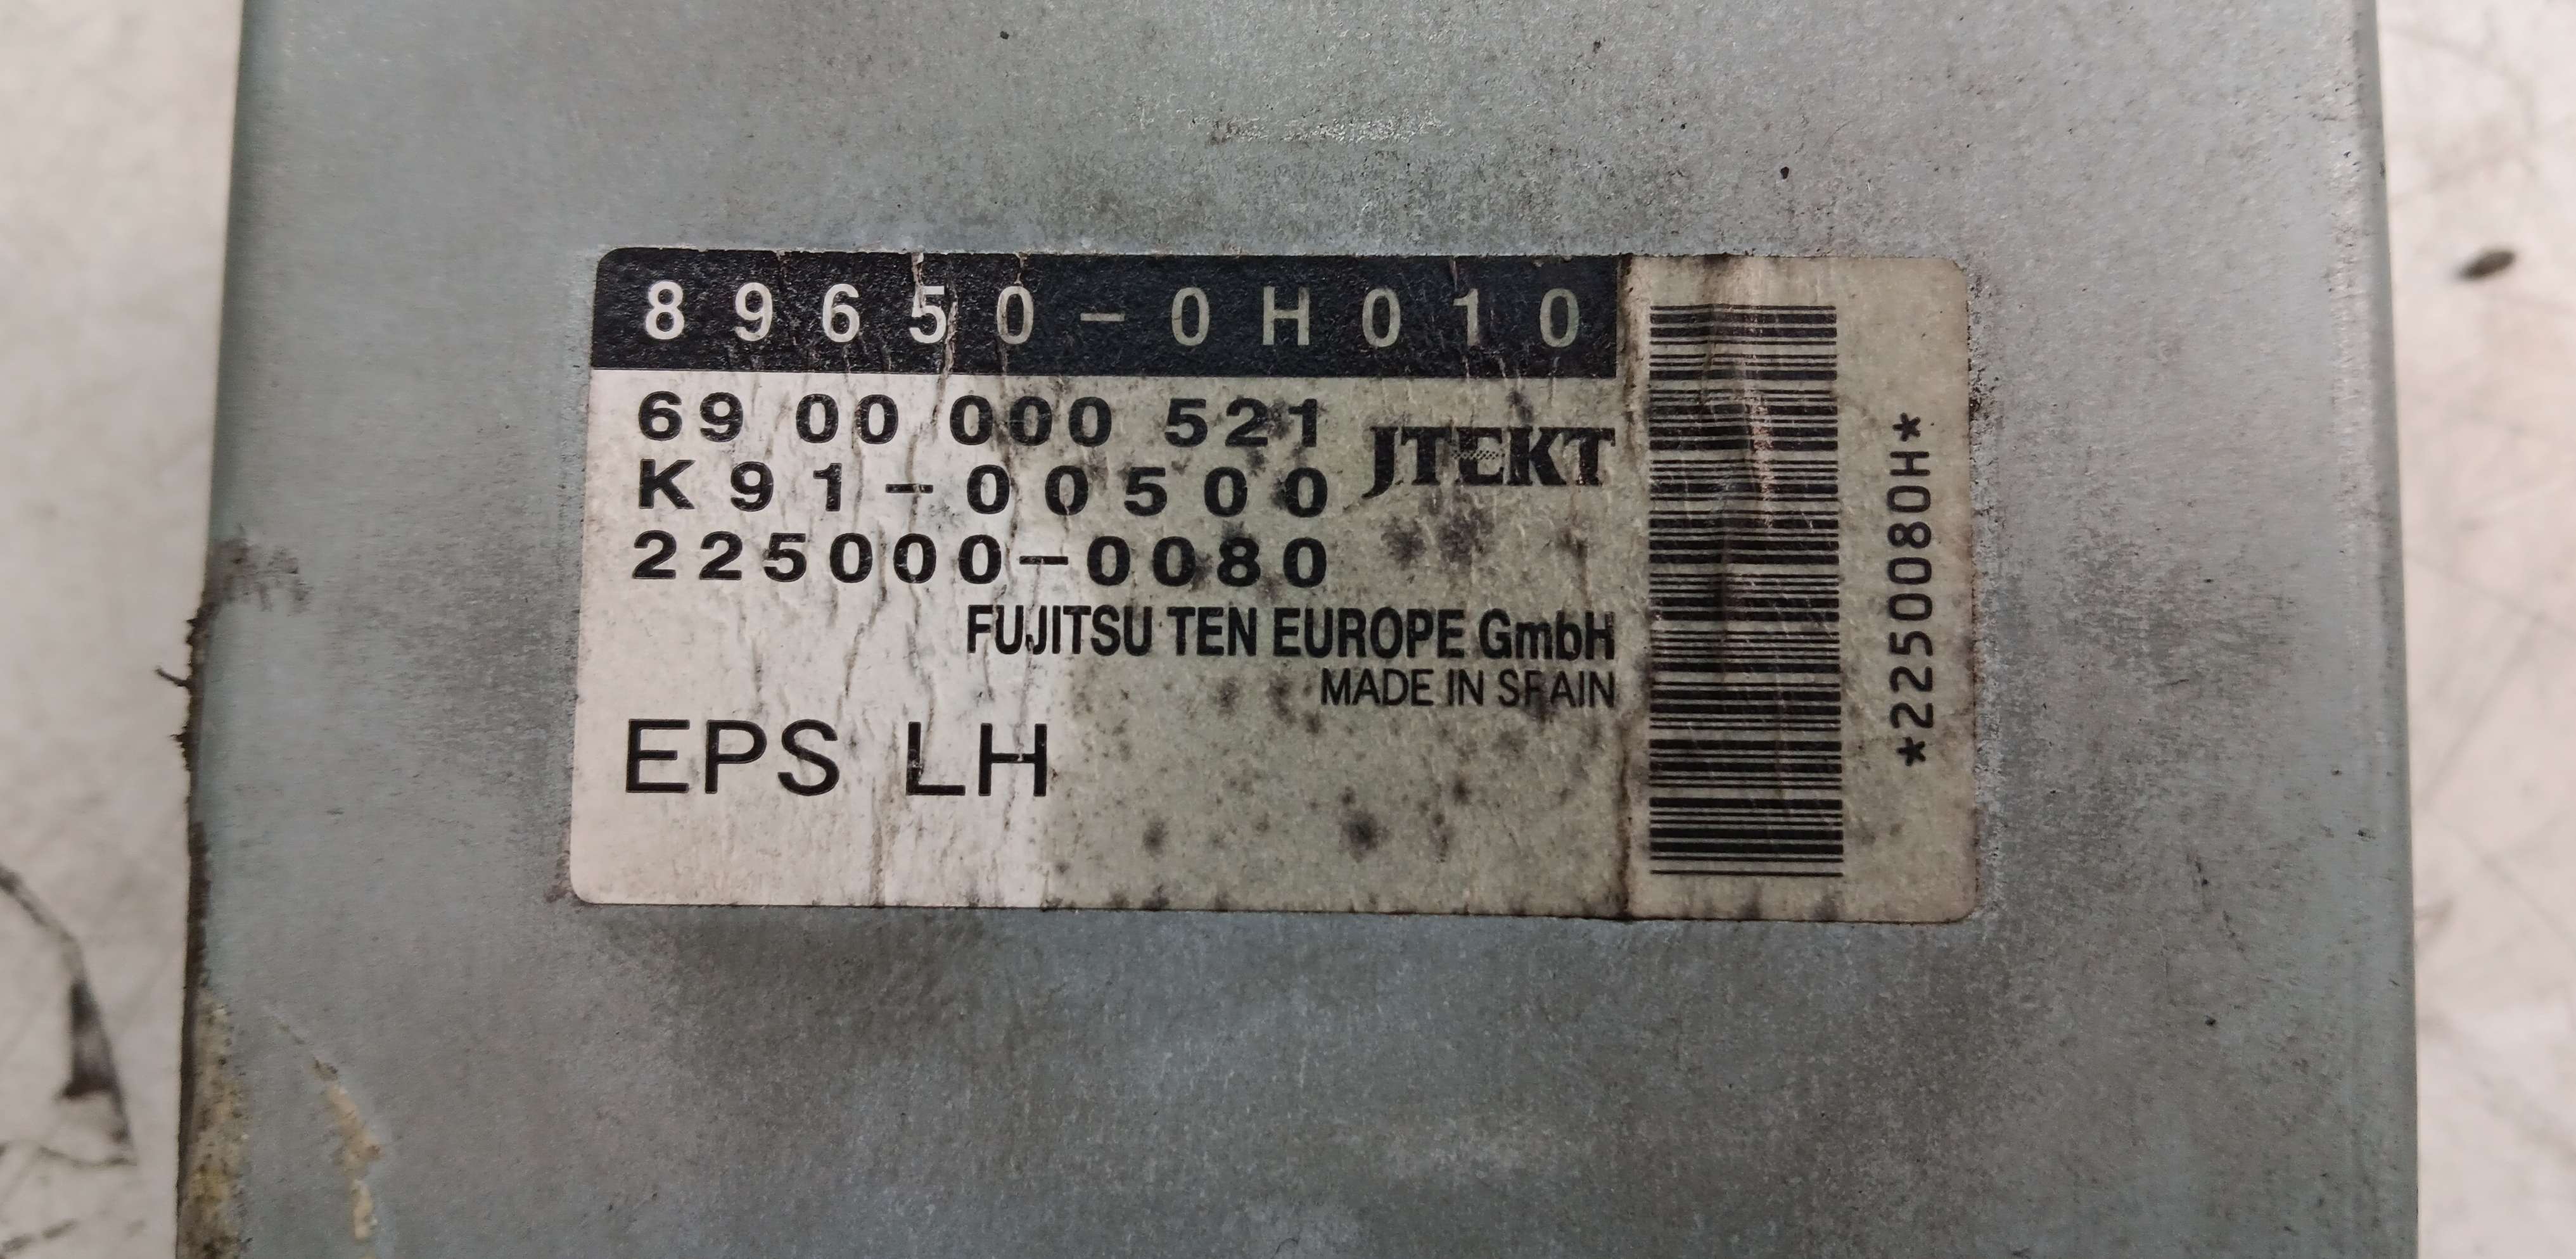 89650-0H010
69 00 000 521
K91-00500
JTEKT
225000-0080
FUJITSU TEN EUROPE GmbH
MADE IN SPAIN
EPS LH
*2250080H*